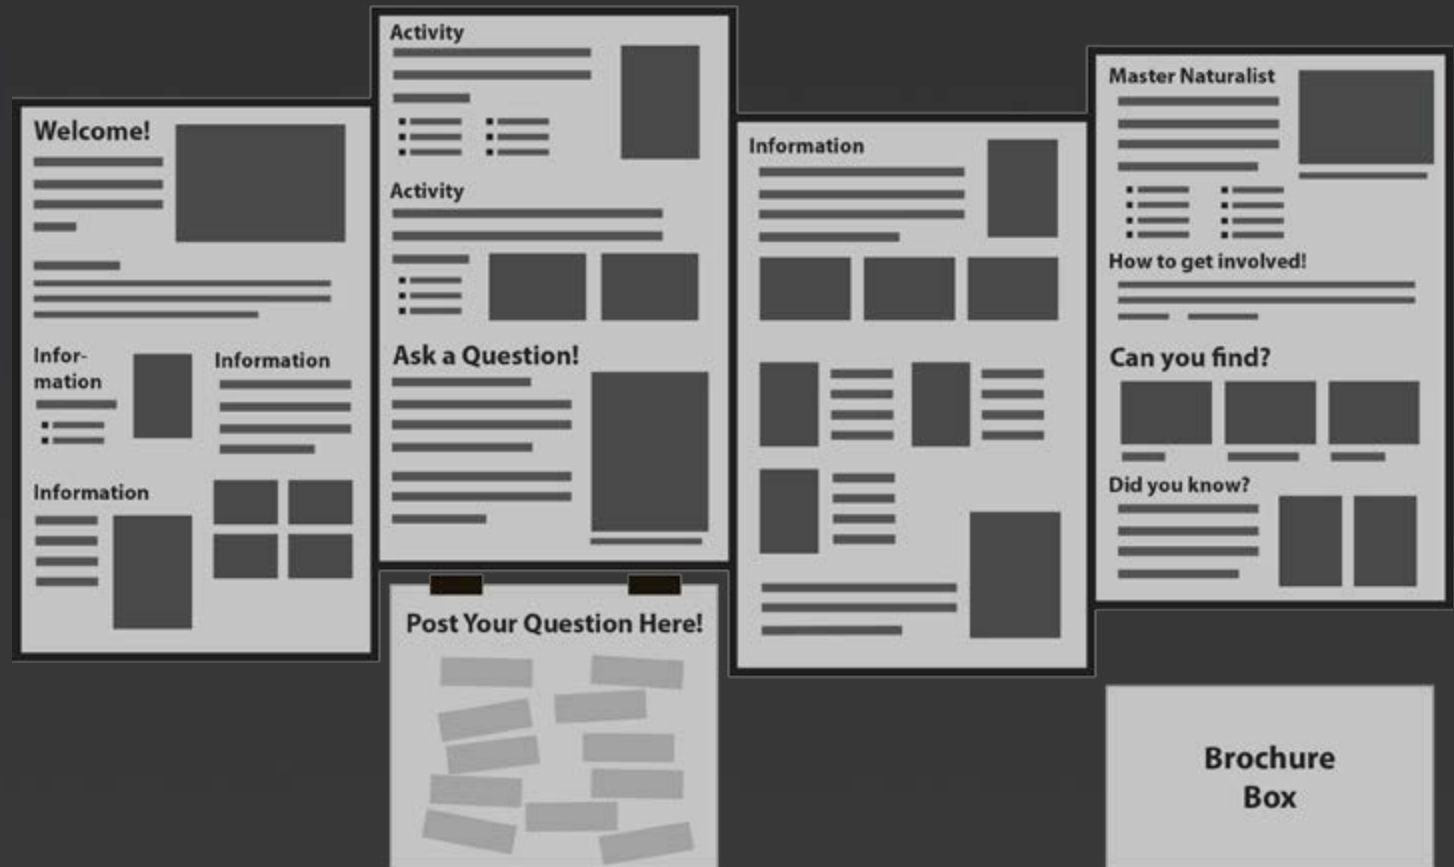 Welcome!
Infor-
mation
Information
Information
Activity
Activity
Ask a Question!
Post Your Question Here!
Information
Master Naturalist
How to get involved!
Can you find?
Did you know?
Brochure
Box